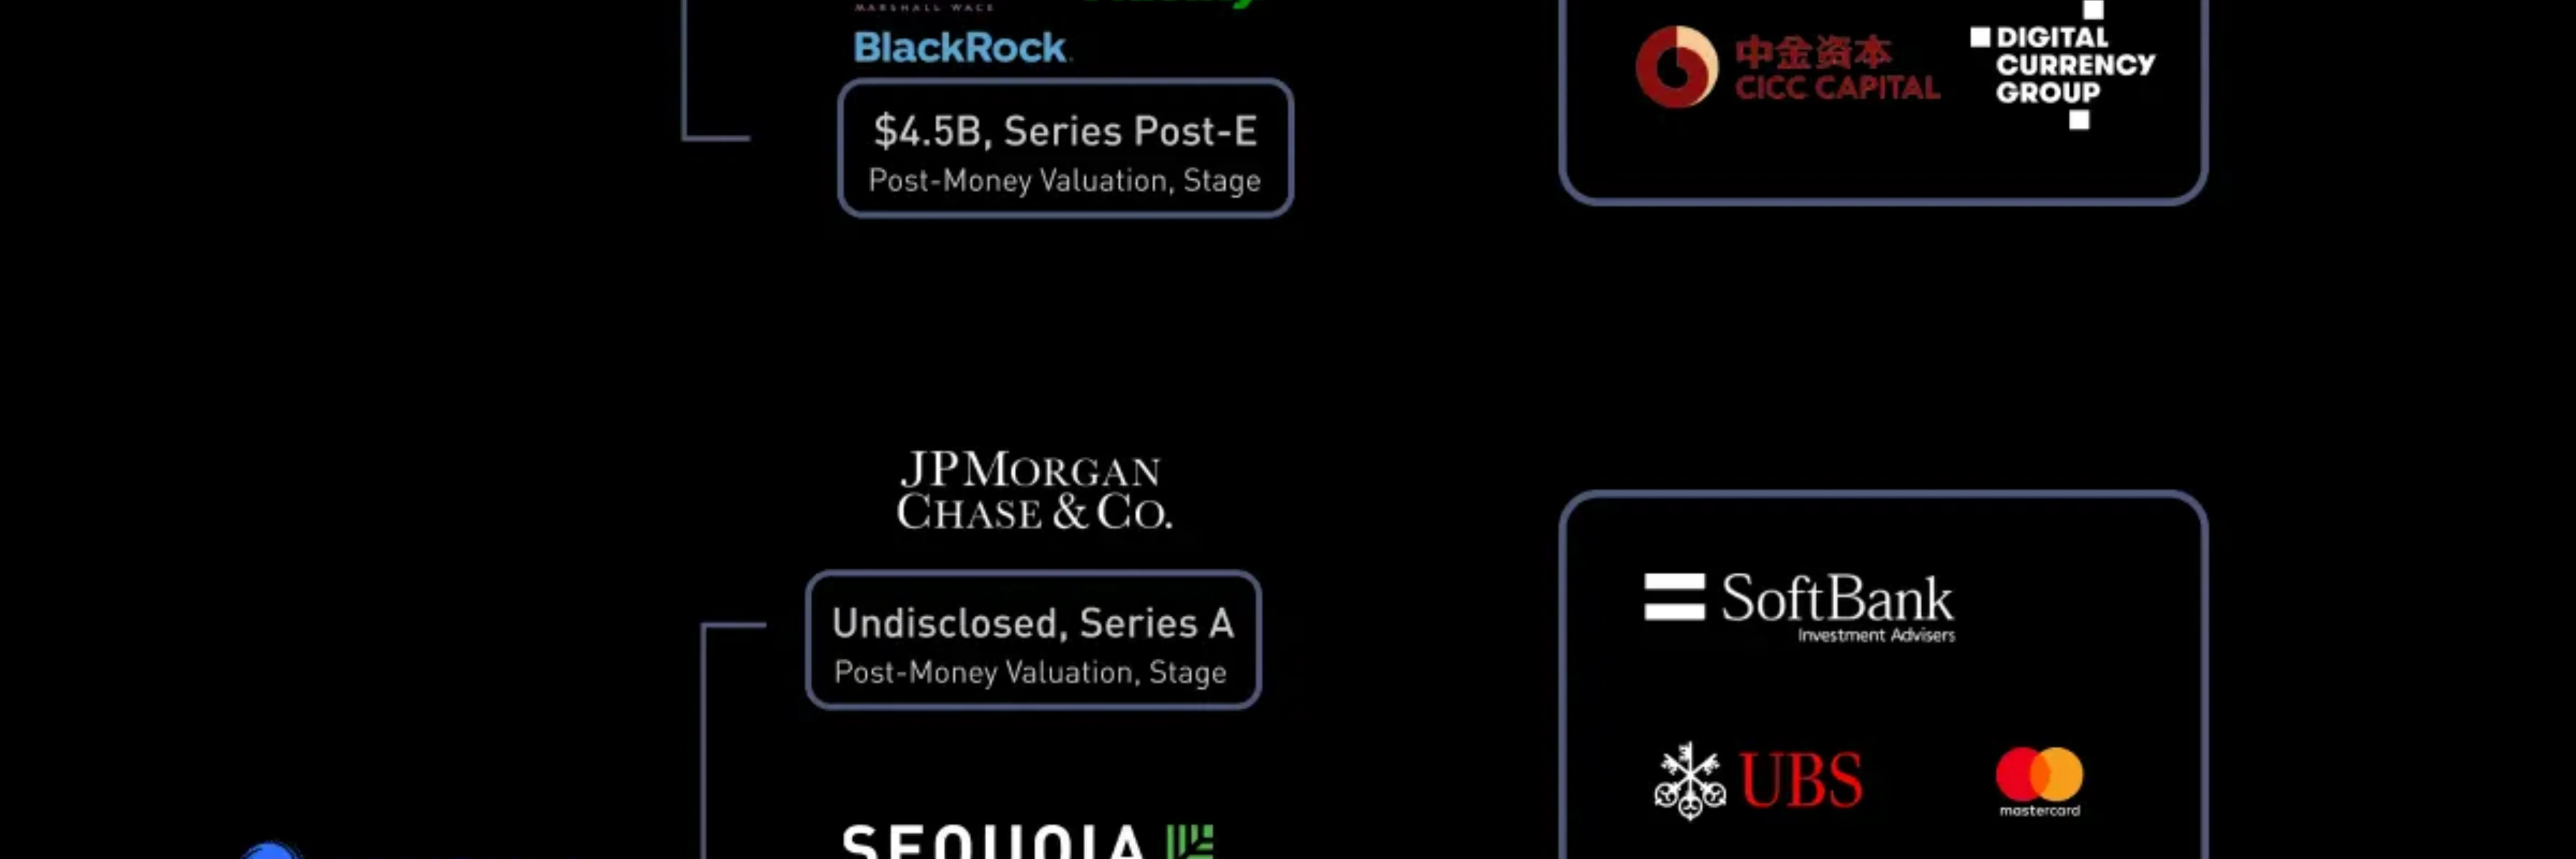 MARSHALL WACE
BlackRock.
$4.5B, Series Post-E
Post-Money Valuation, Stage
中金资本
CICC CAPITAL
DIGITAL
CURRENCY
GROUP
JPMORGAN
CHASE & CO.
Undisclosed, Series A
Post-Money Valuation, Stage
SEQUOIA
SoftBank
Investment Advisers
UBS
mastercard